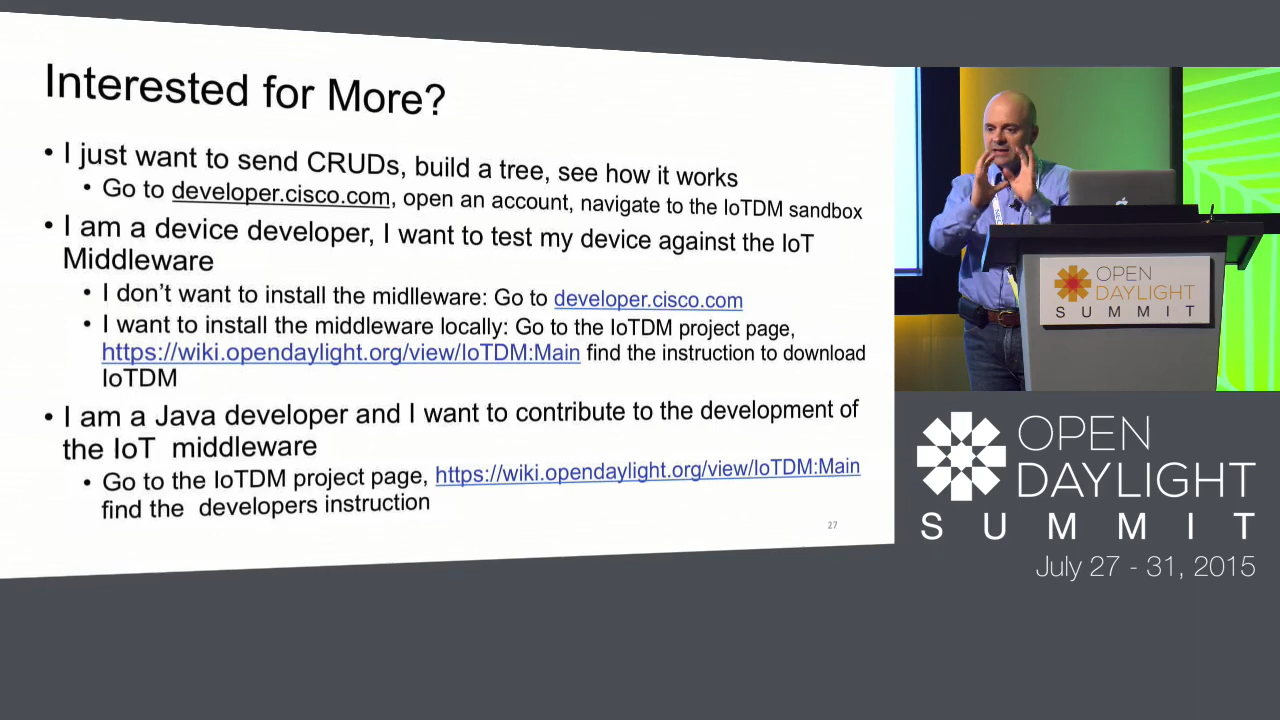 Interested for More?
• I just want to send CRUDs, build a tree, see how it works
• Go to developer.cisco.com, open an account, navigate to the IoTDM sandbox
• I am a device developer, I want to test my device against the IoT
Middleware
• I don't want to install the midlleware: Go to developer.cisco.com
• I want to install the middleware locally: Go to the IoTDM project page,
https://wiki.opendaylight.org/view/IoTDM:Main find the instruction to download
IoTDM
• I am a Java developer and I want to contribute to the development of
the IoT middleware
• Go to the IoTDM project page, https://wiki.opendaylight.org/view/IoTDM:Main
find the developers instruction
27
OPEN
DAYLIGHT
SUMMIT
OPEN
DAYLIGHT
SUMMIT
July 27 - 31, 2015